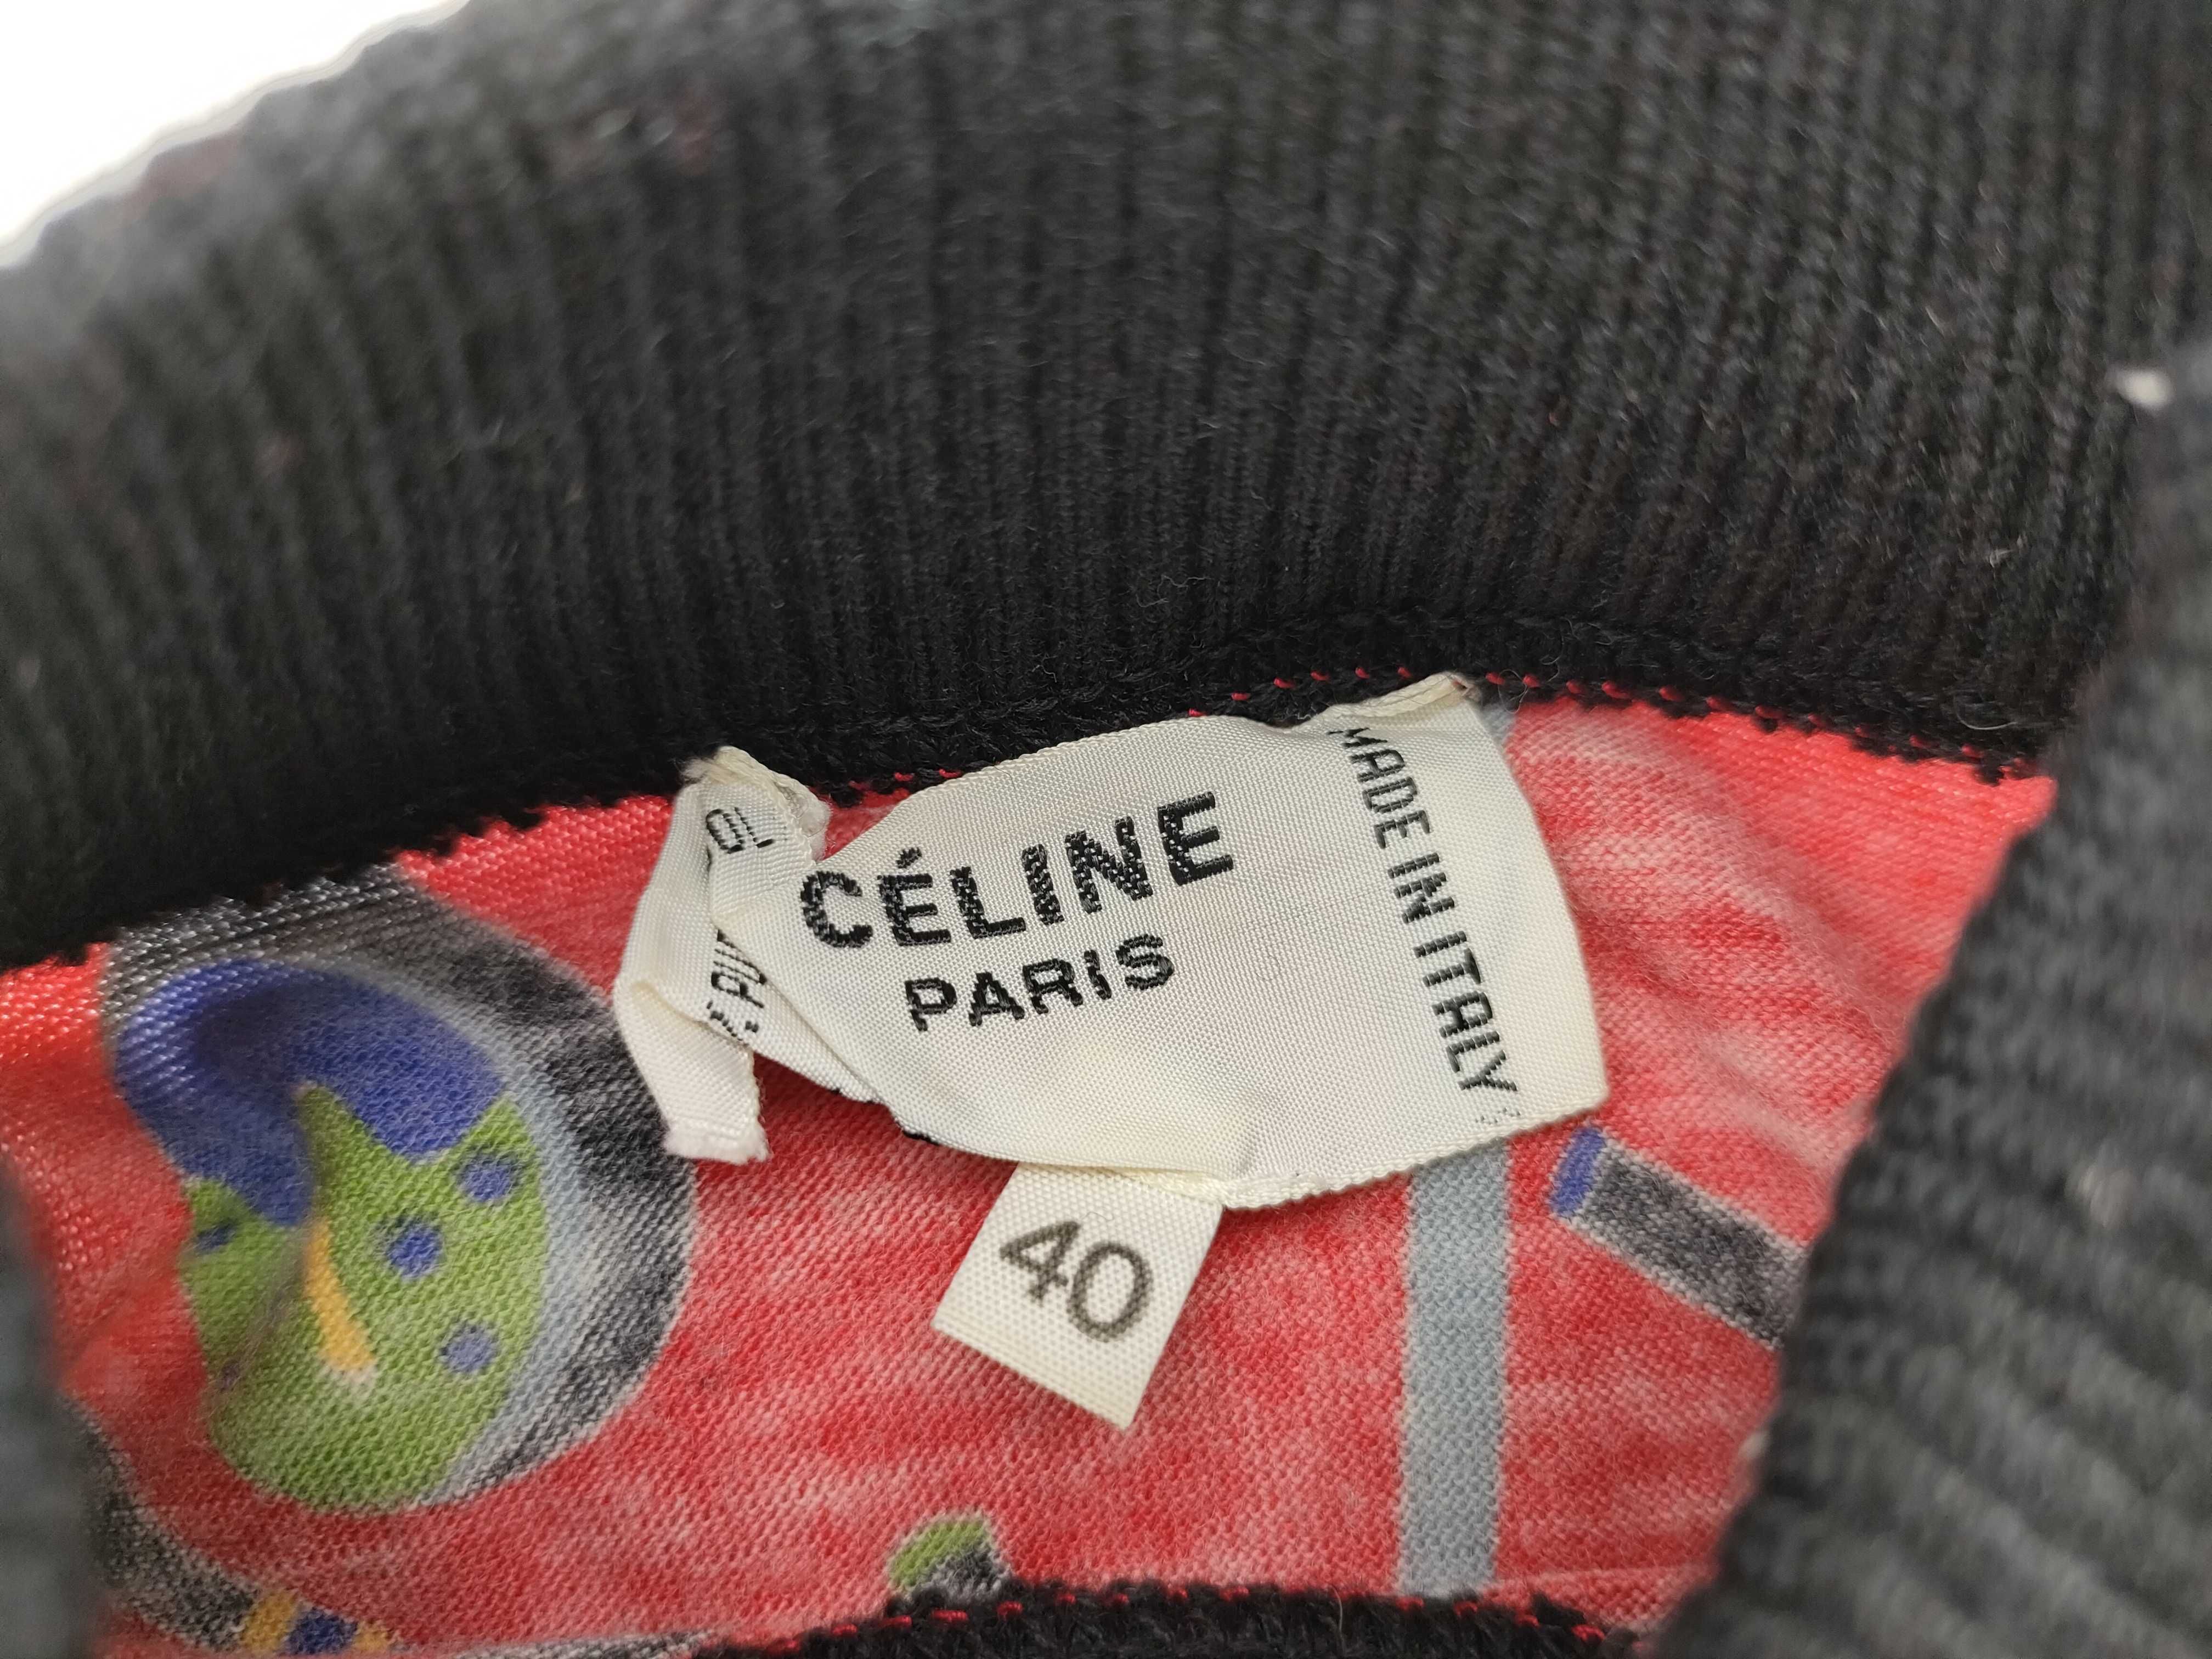 CÉLINE
PARIS
MADE IN ITALY
40